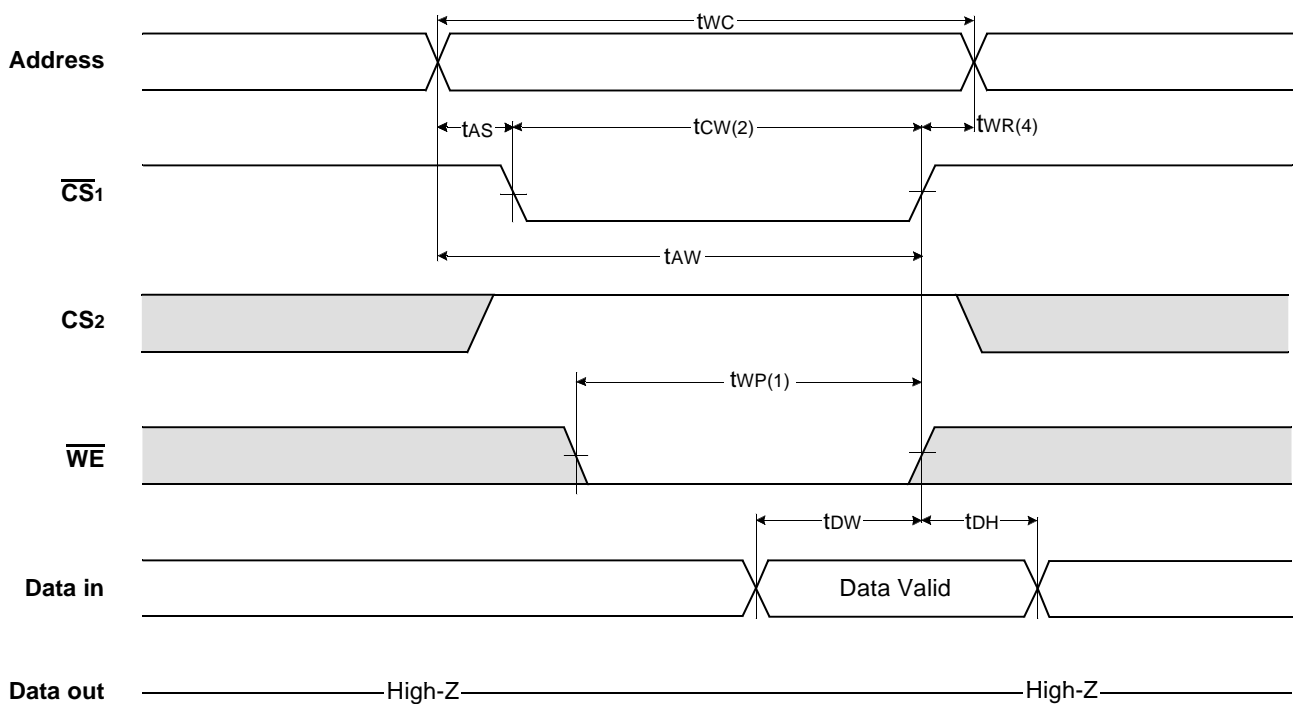 tWC
Address
tAS
tCW(2)
tWR(4)
CS1
tAW
CS2
tWP(1)
WE
tDW
tDH
Data in
Data Valid
Data out
High-Z
High-Z